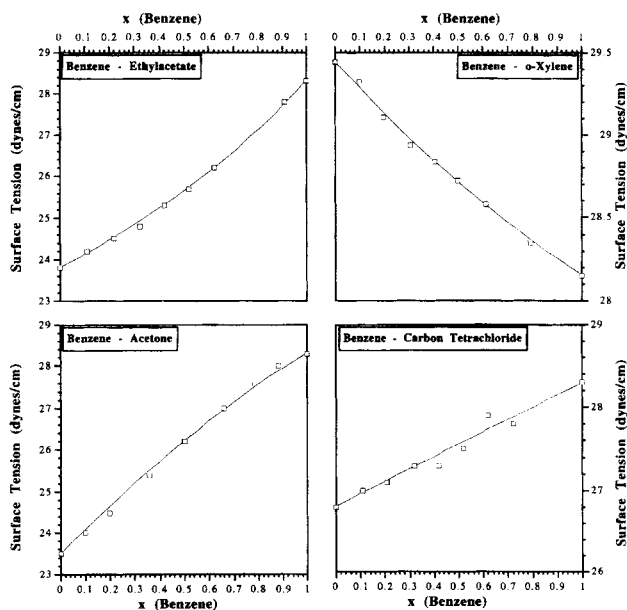 x (Benzene)
x (Benzene)
0 0.1 0.2 0.3 0.4 0.5 0.6 0.7 0.8 0.9 1
0 0.1 0.2 0.3 0.4 0.5 0.6 0.7 0.8 0.9 1
Benzene - Ethylacetate
Surface Tension (dynes/cm)
29
28
27
26
25
24
23
Benzene - o-Xylene
29.5
29
28.5
28
Surface Tension (dynes/cm)
Benzene - Acetone
Surface Tension (dynes/cm)
29
28
27
26
25
24
23
Benzene - Carbon Tetrachloride
29
28
27
26
Surface Tension (dynes/cm)
0 0.1 0.2 0.3 0.4 0.5 0.6 0.7 0.8 0.9 1
0 0.1 0.2 0.3 0.4 0.5 0.6 0.7 0.8 0.9 1
x (Benzene)
x (Benzene)